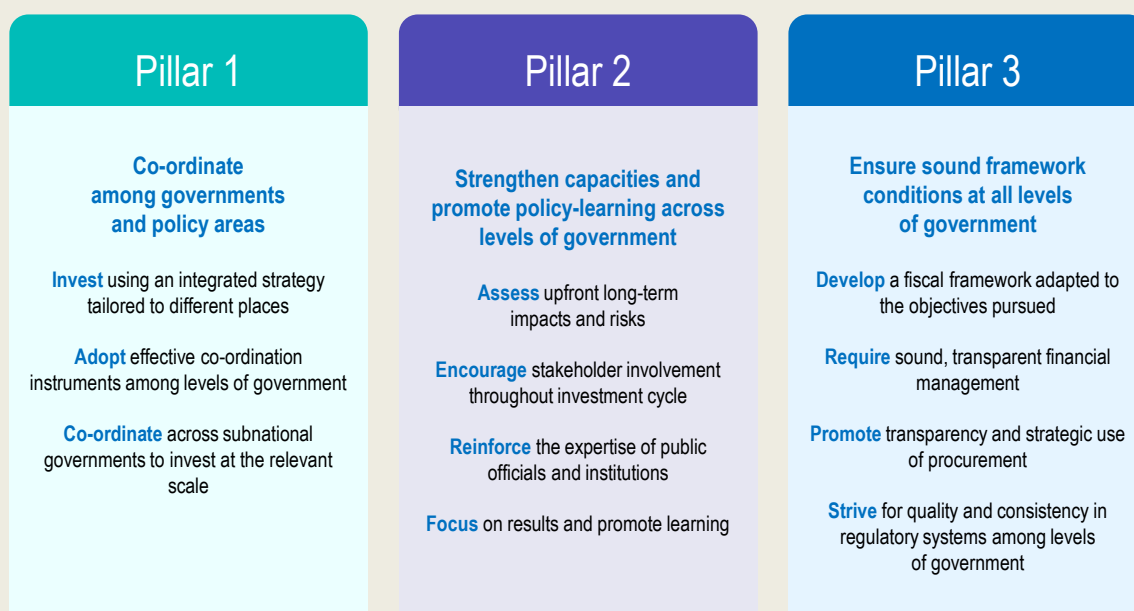 Pillar 1
Co-ordinate
among governments
and policy areas
Invest using an integrated strategy
tailored to different places
Adopt effective co-ordination
instruments among levels of government
Co-ordinate across subnational
governments to invest at the relevant
scale
Pillar 2
Strengthen capacities and
promote policy-learning across
levels of government
Assess upfront long-term
impacts and risks
Encourage stakeholder involvement
throughout investment cycle
Reinforce the expertise of public
officials and institutions
Focus on results and promote learning
Pillar 3
Ensure sound framework
conditions at all levels
of government
Develop a fiscal framework adapted to
the objectives pursued
Require sound, transparent financial
management
Promote transparency and strategic use
of procurement
Strive for quality and consistency in
regulatory systems among levels
of government